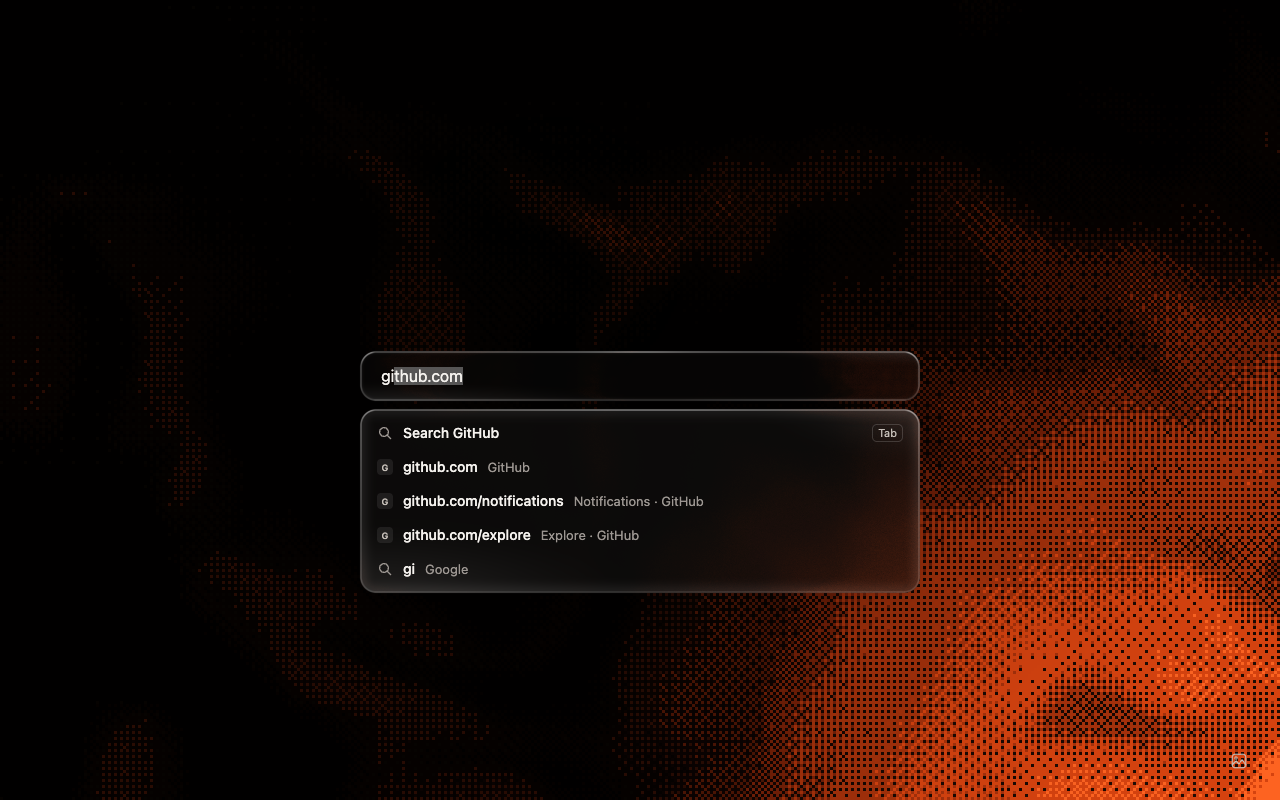 github.com
Search GitHub Tab
G github.com GitHub
G github.com/notifications Notifications · GitHub
G github.com/explore Explore · GitHub
gi Google